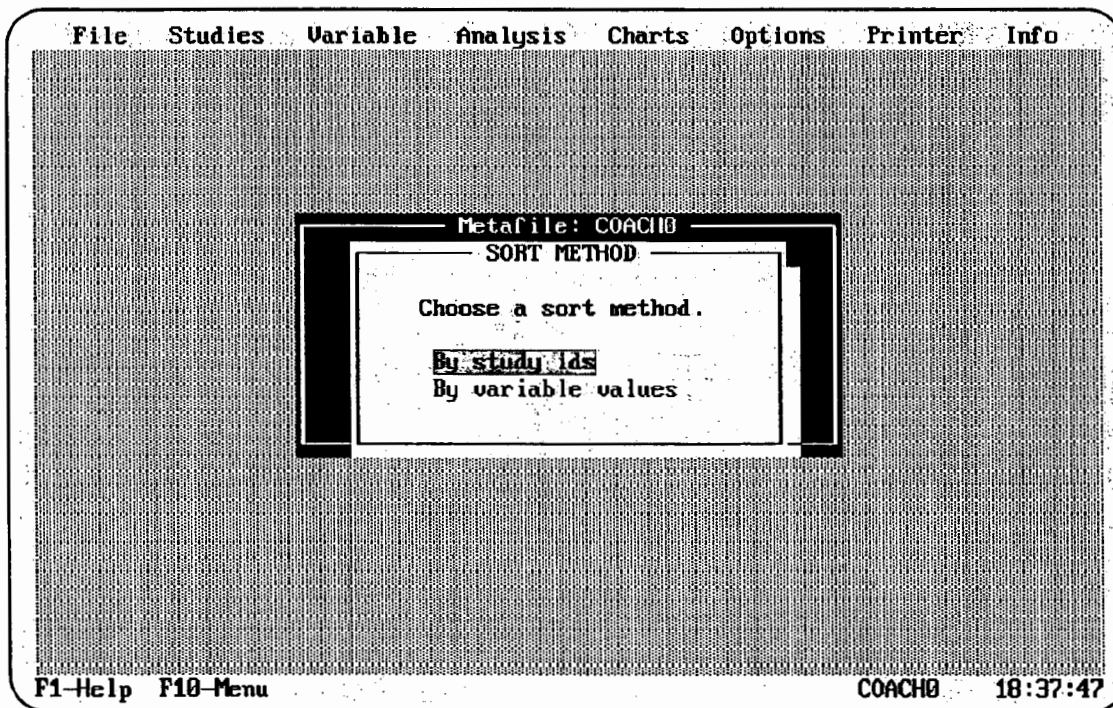 File Studies Variable Analysis Charts Options Printer Info
Metafile: COACH0
SORT METHOD
Choose a sort method.
By study ids
By variable values
F1-Help F10-Menu COACH0 18:37:47